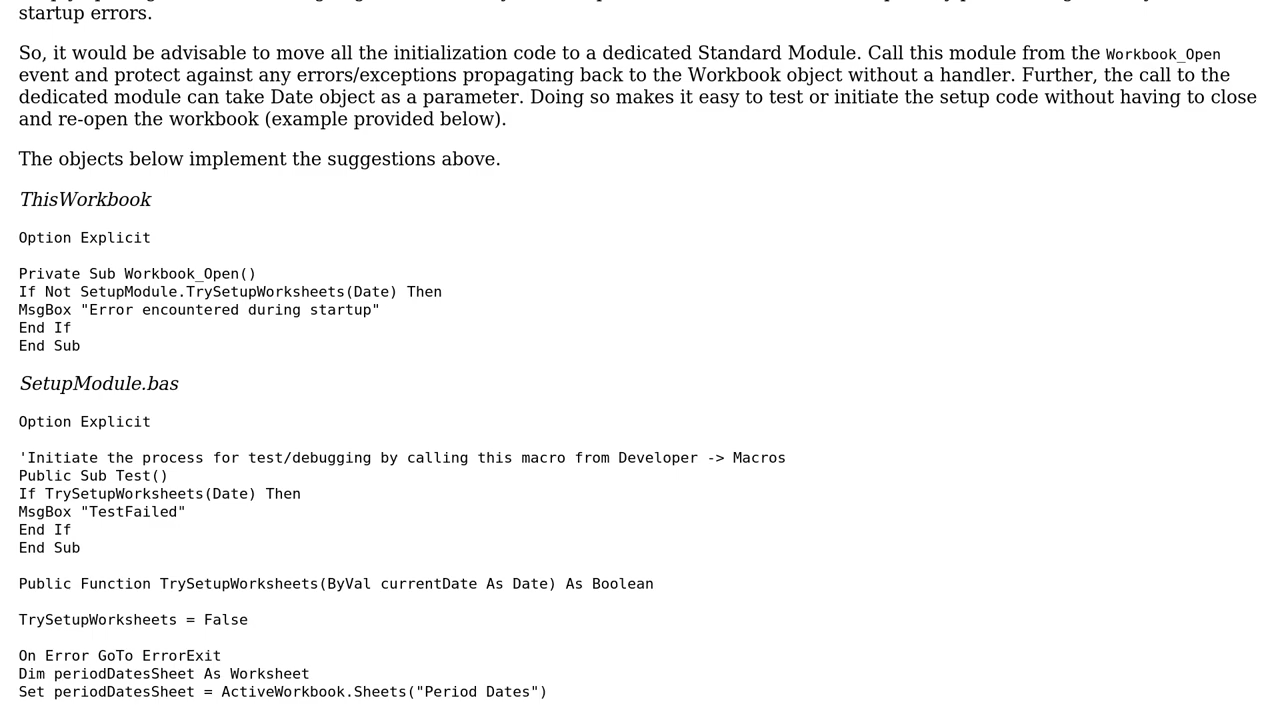 startup errors.
So, it would be advisable to move all the initialization code to a dedicated Standard Module. Call this module from the Workbook_Open
event and protect against any errors/exceptions propagating back to the Workbook object without a handler. Further, the call to the
dedicated module can take Date object as a parameter. Doing so makes it easy to test or initiate the setup code without having to close
and re-open the workbook (example provided below).
The objects below implement the suggestions above.
ThisWorkbook
Option Explicit
Private Sub Workbook_Open()
If Not SetupModule.TrySetupWorksheets(Date) Then
MsgBox "Error encountered during startup"
End If
End Sub
SetupModule.bas
Option Explicit
'Initiate the process for test/debugging by calling this macro from Developer -> Macros
Public Sub Test()
If TrySetupWorksheets(Date) Then
MsgBox "TestFailed"
End If
End Sub
Public Function TrySetupWorksheets(ByVal currentDate As Date) As Boolean
TrySetupWorksheets = False
On Error GoTo ErrorExit
Dim periodDatesSheet As Worksheet
Set periodDatesSheet = ActiveWorkbook.Sheets("Period Dates")